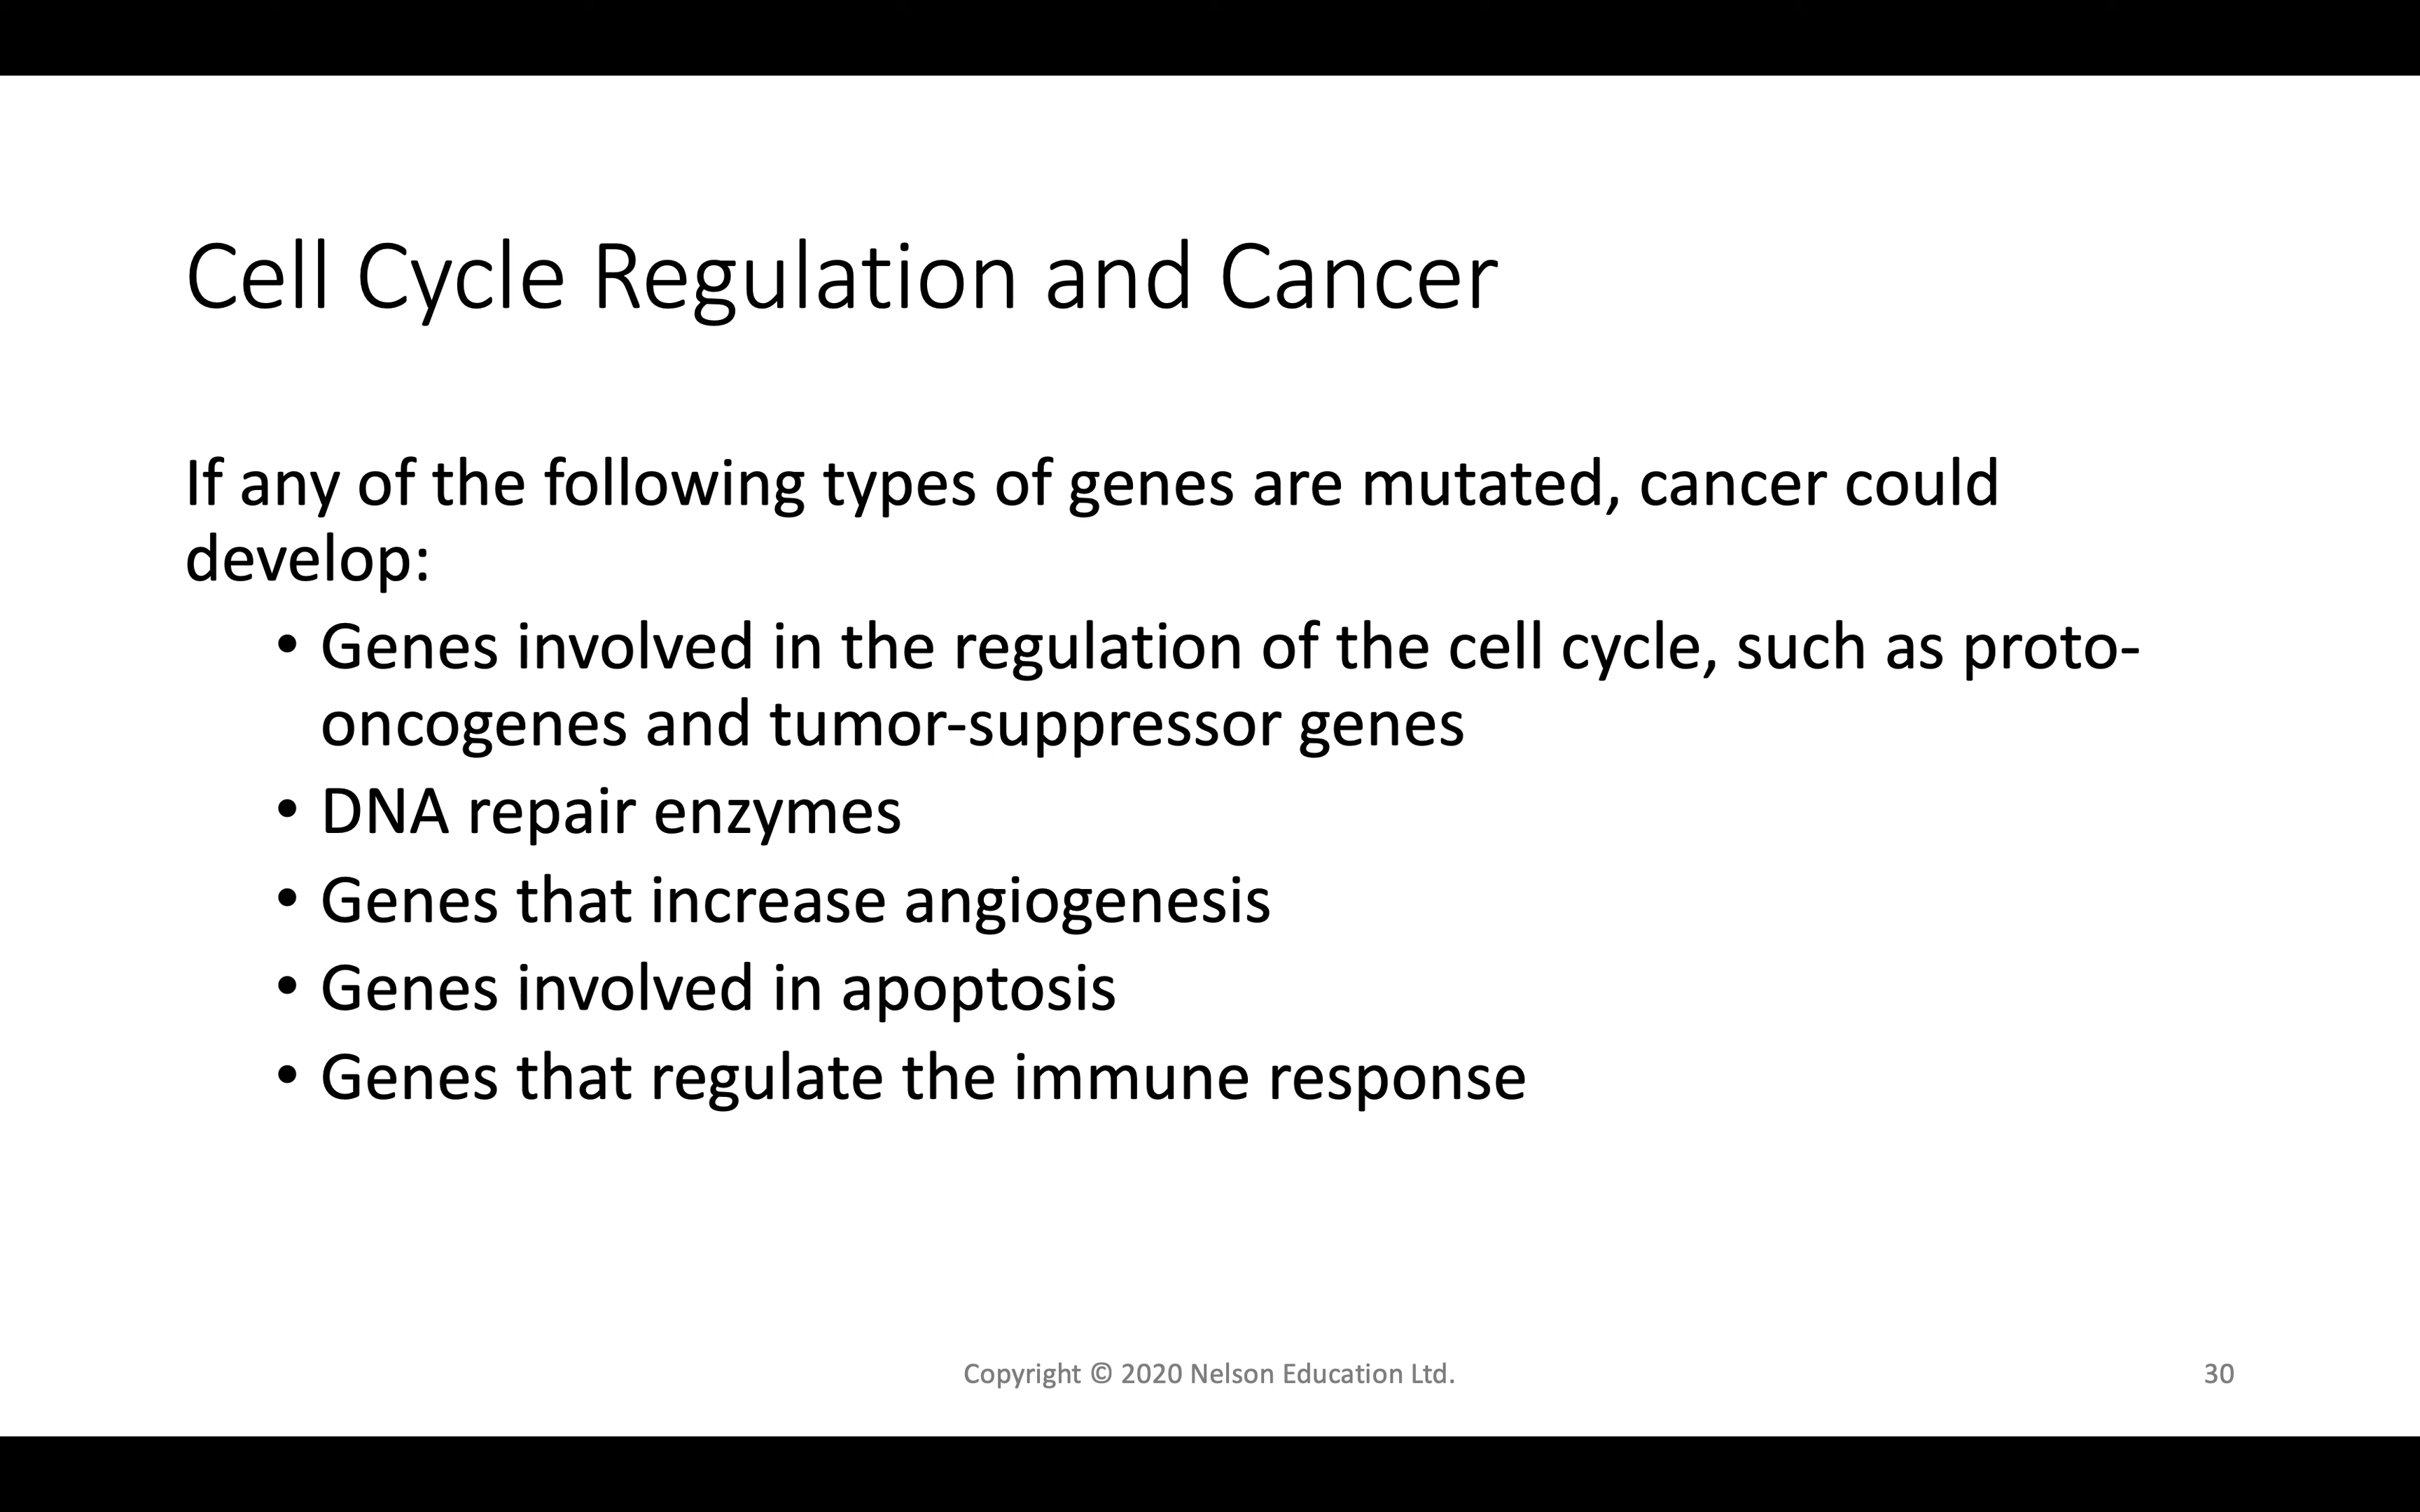 Cell Cycle Regulation and Cancer
If any of the following types of genes are mutated, cancer could
develop:
• Genes involved in the regulation of the cell cycle, such as proto-
oncogenes and tumor-suppressor genes
• DNA repair enzymes
• Genes that increase angiogenesis
• Genes involved in apoptosis
• Genes that regulate the immune response
Copyright © 2020 Nelson Education Ltd.
30